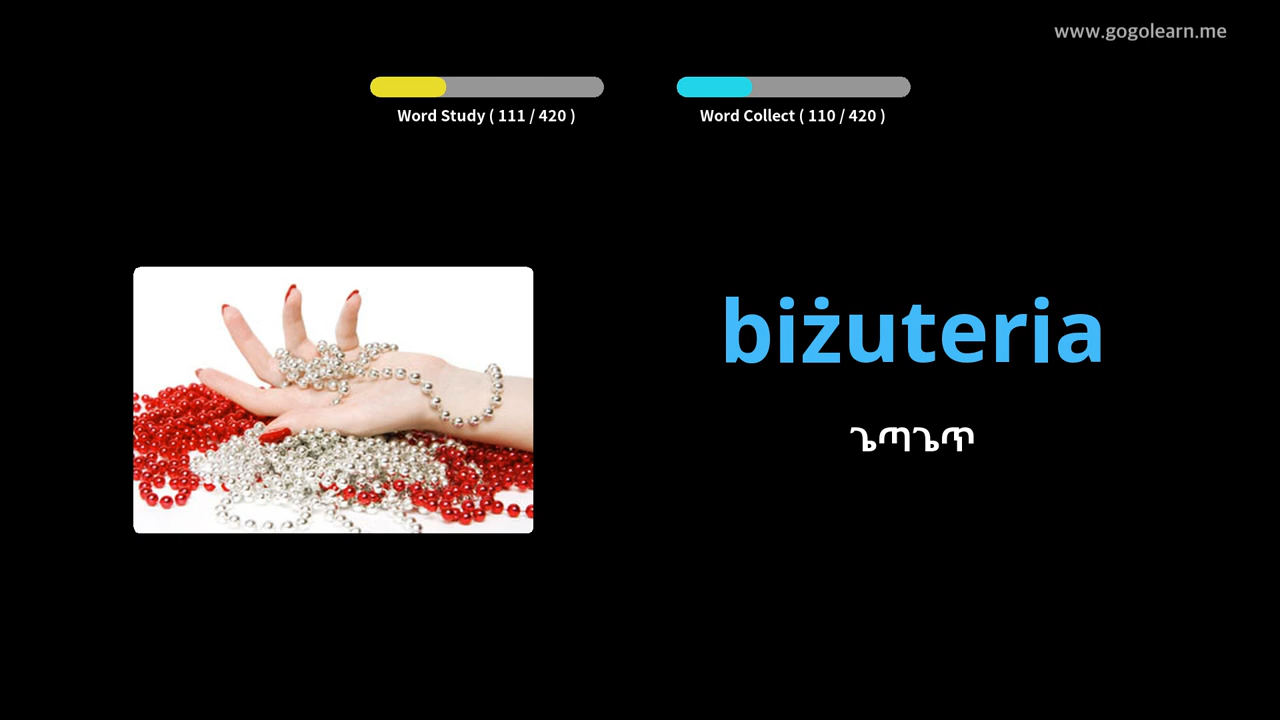 www.gogolearn.me
Word Study ( 111 / 420 )
Word Collect ( 110 / 420 )
biżuteria
ጌጣጌጥ